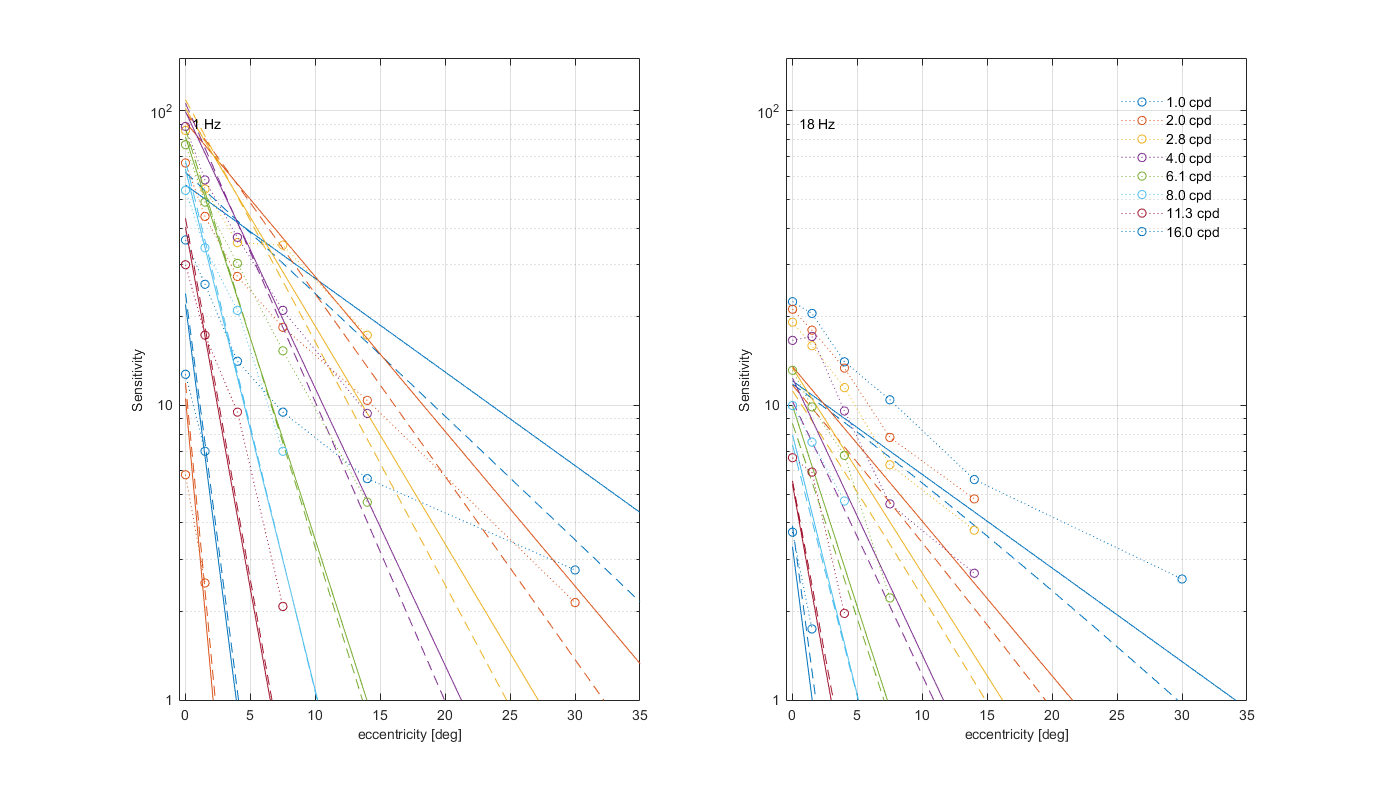 10²
1 Hz
Sensitivity
10
1
0 5 10 15 20 25 30 35
eccentricity [deg]
10²
18 Hz
1.0 cpd
2.0 cpd
2.8 cpd
4.0 cpd
6.1 cpd
8.0 cpd
11.3 cpd
16.0 cpd
Sensitivity
10
1
0 5 10 15 20 25 30 35
eccentricity [deg]